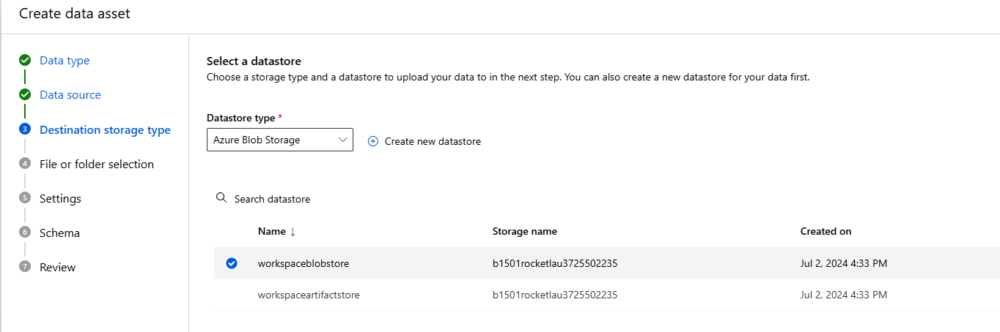 Create data asset
Data type
Data source
3 Destination storage type
4 File or folder selection
5 Settings
6 Schema
7 Review
Select a datastore
Choose a storage type and a datastore to upload your data to in the next step. You can also create a new datastore for your data first.
Datastore type *
Azure Blob Storage
Create new datastore
Search datastore
Name ↓ Storage name Created on
workspaceblobstore b1501rocketlau3725502235 Jul 2, 2024 4:33 PM
workspaceartifactstore b1501rocketlau3725502235 Jul 2, 2024 4:33 PM